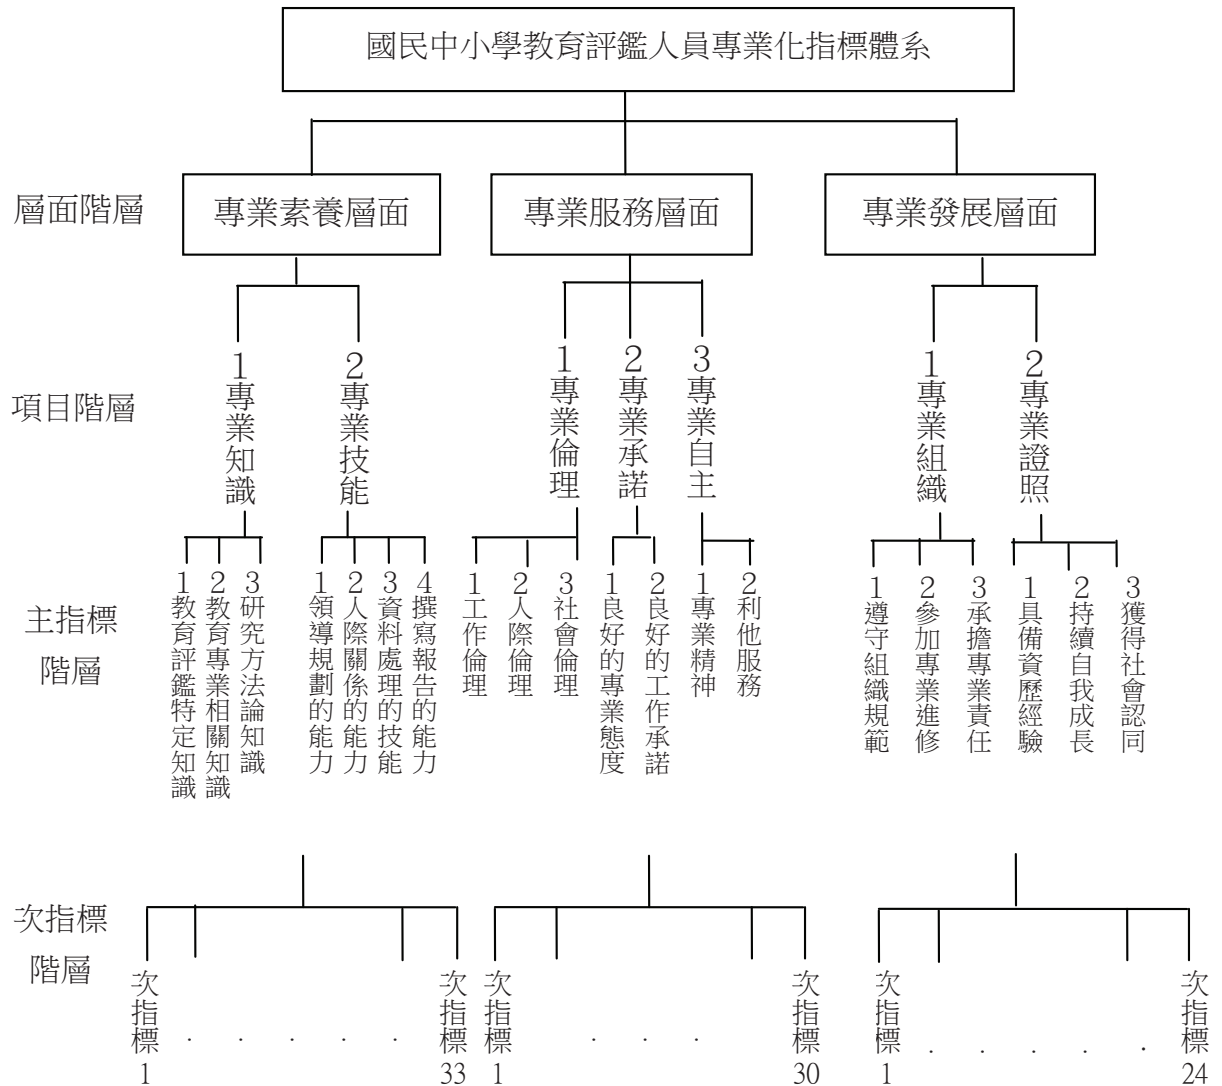 國民中小學教育評鑑人員專業化指標體系
層面階層
專業素養層面
專業服務層面
專業發展層面
項目階層
1專業知識
2專業技能
1專業倫理
2專業承諾
3專業自主
1專業組織
2專業證照
主指標
階層
1教育評鑑特定知識
2教育專業相關知識
3研究方法論知識
1領導規劃的能力
2人際關係的能力
3資料處理的技能
4撰寫報告的能力
1工作倫理
2人際倫理
3社會倫理
1良好的專業態度
2良好的工作承諾
1專業精神
2利他服務
1遵守組織規範
2參加專業進修
3承擔專業責任
1具備資歷經驗
2持續自我成長
3獲得社會認同
次指標
階層
次指標1
. . . . .
次指標33
次指標1
. . .
次指標30
次指標1
. . . . .
次指標24